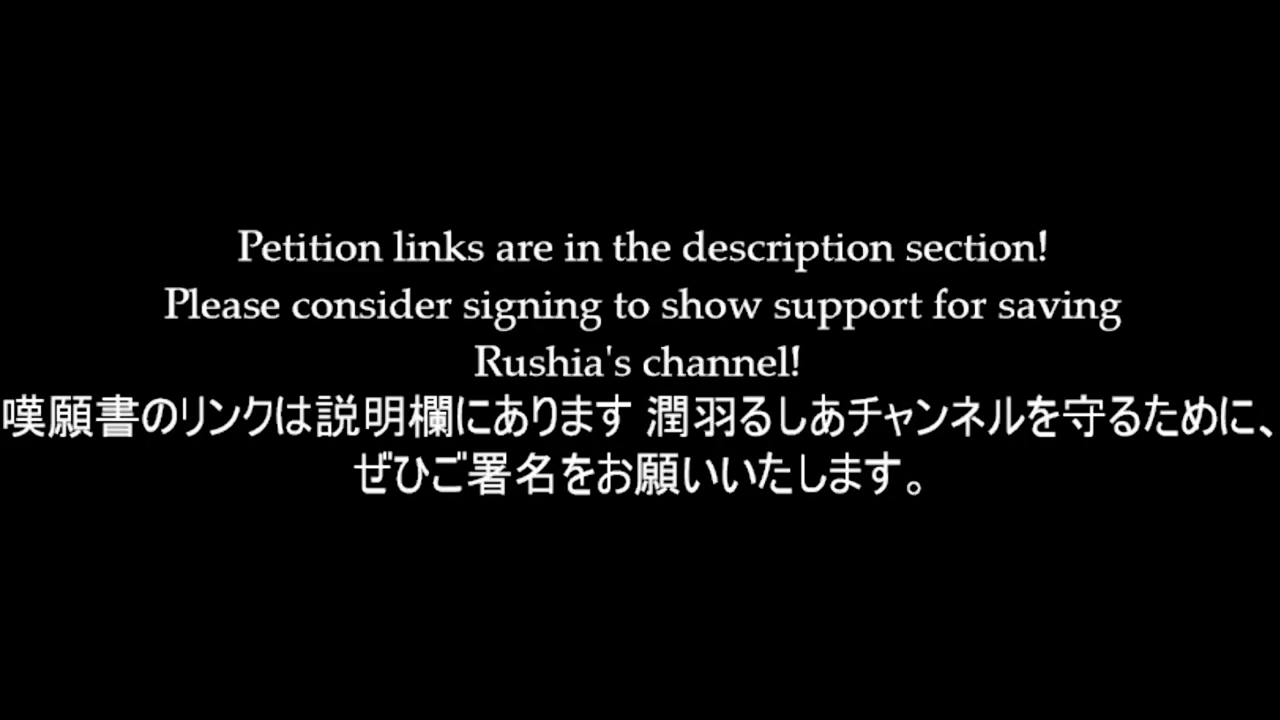 Petition links are in the description section!
Please consider signing to show support for saving
Rushia's channel!
嘆願書のリンクは説明欄にあります 潤羽るしあチャンネルを守るために、
ぜひご署名をお願いいたします。